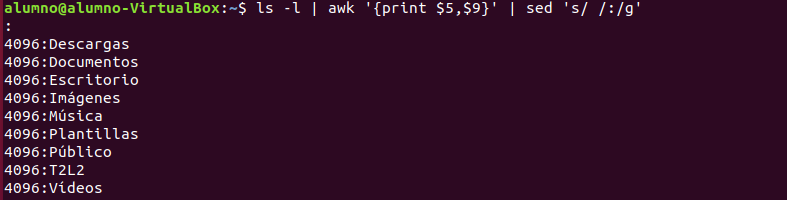 alumno@alumno-VirtualBox:~$ ls -l | awk '{print $5,$9}' | sed 's/ /:/g'
:
4096:Descargas
4096:Documentos
4096:Escritorio
4096:Imágenes
4096:Música
4096:Plantillas
4096:Público
4096:T2L2
4096:Vídeos